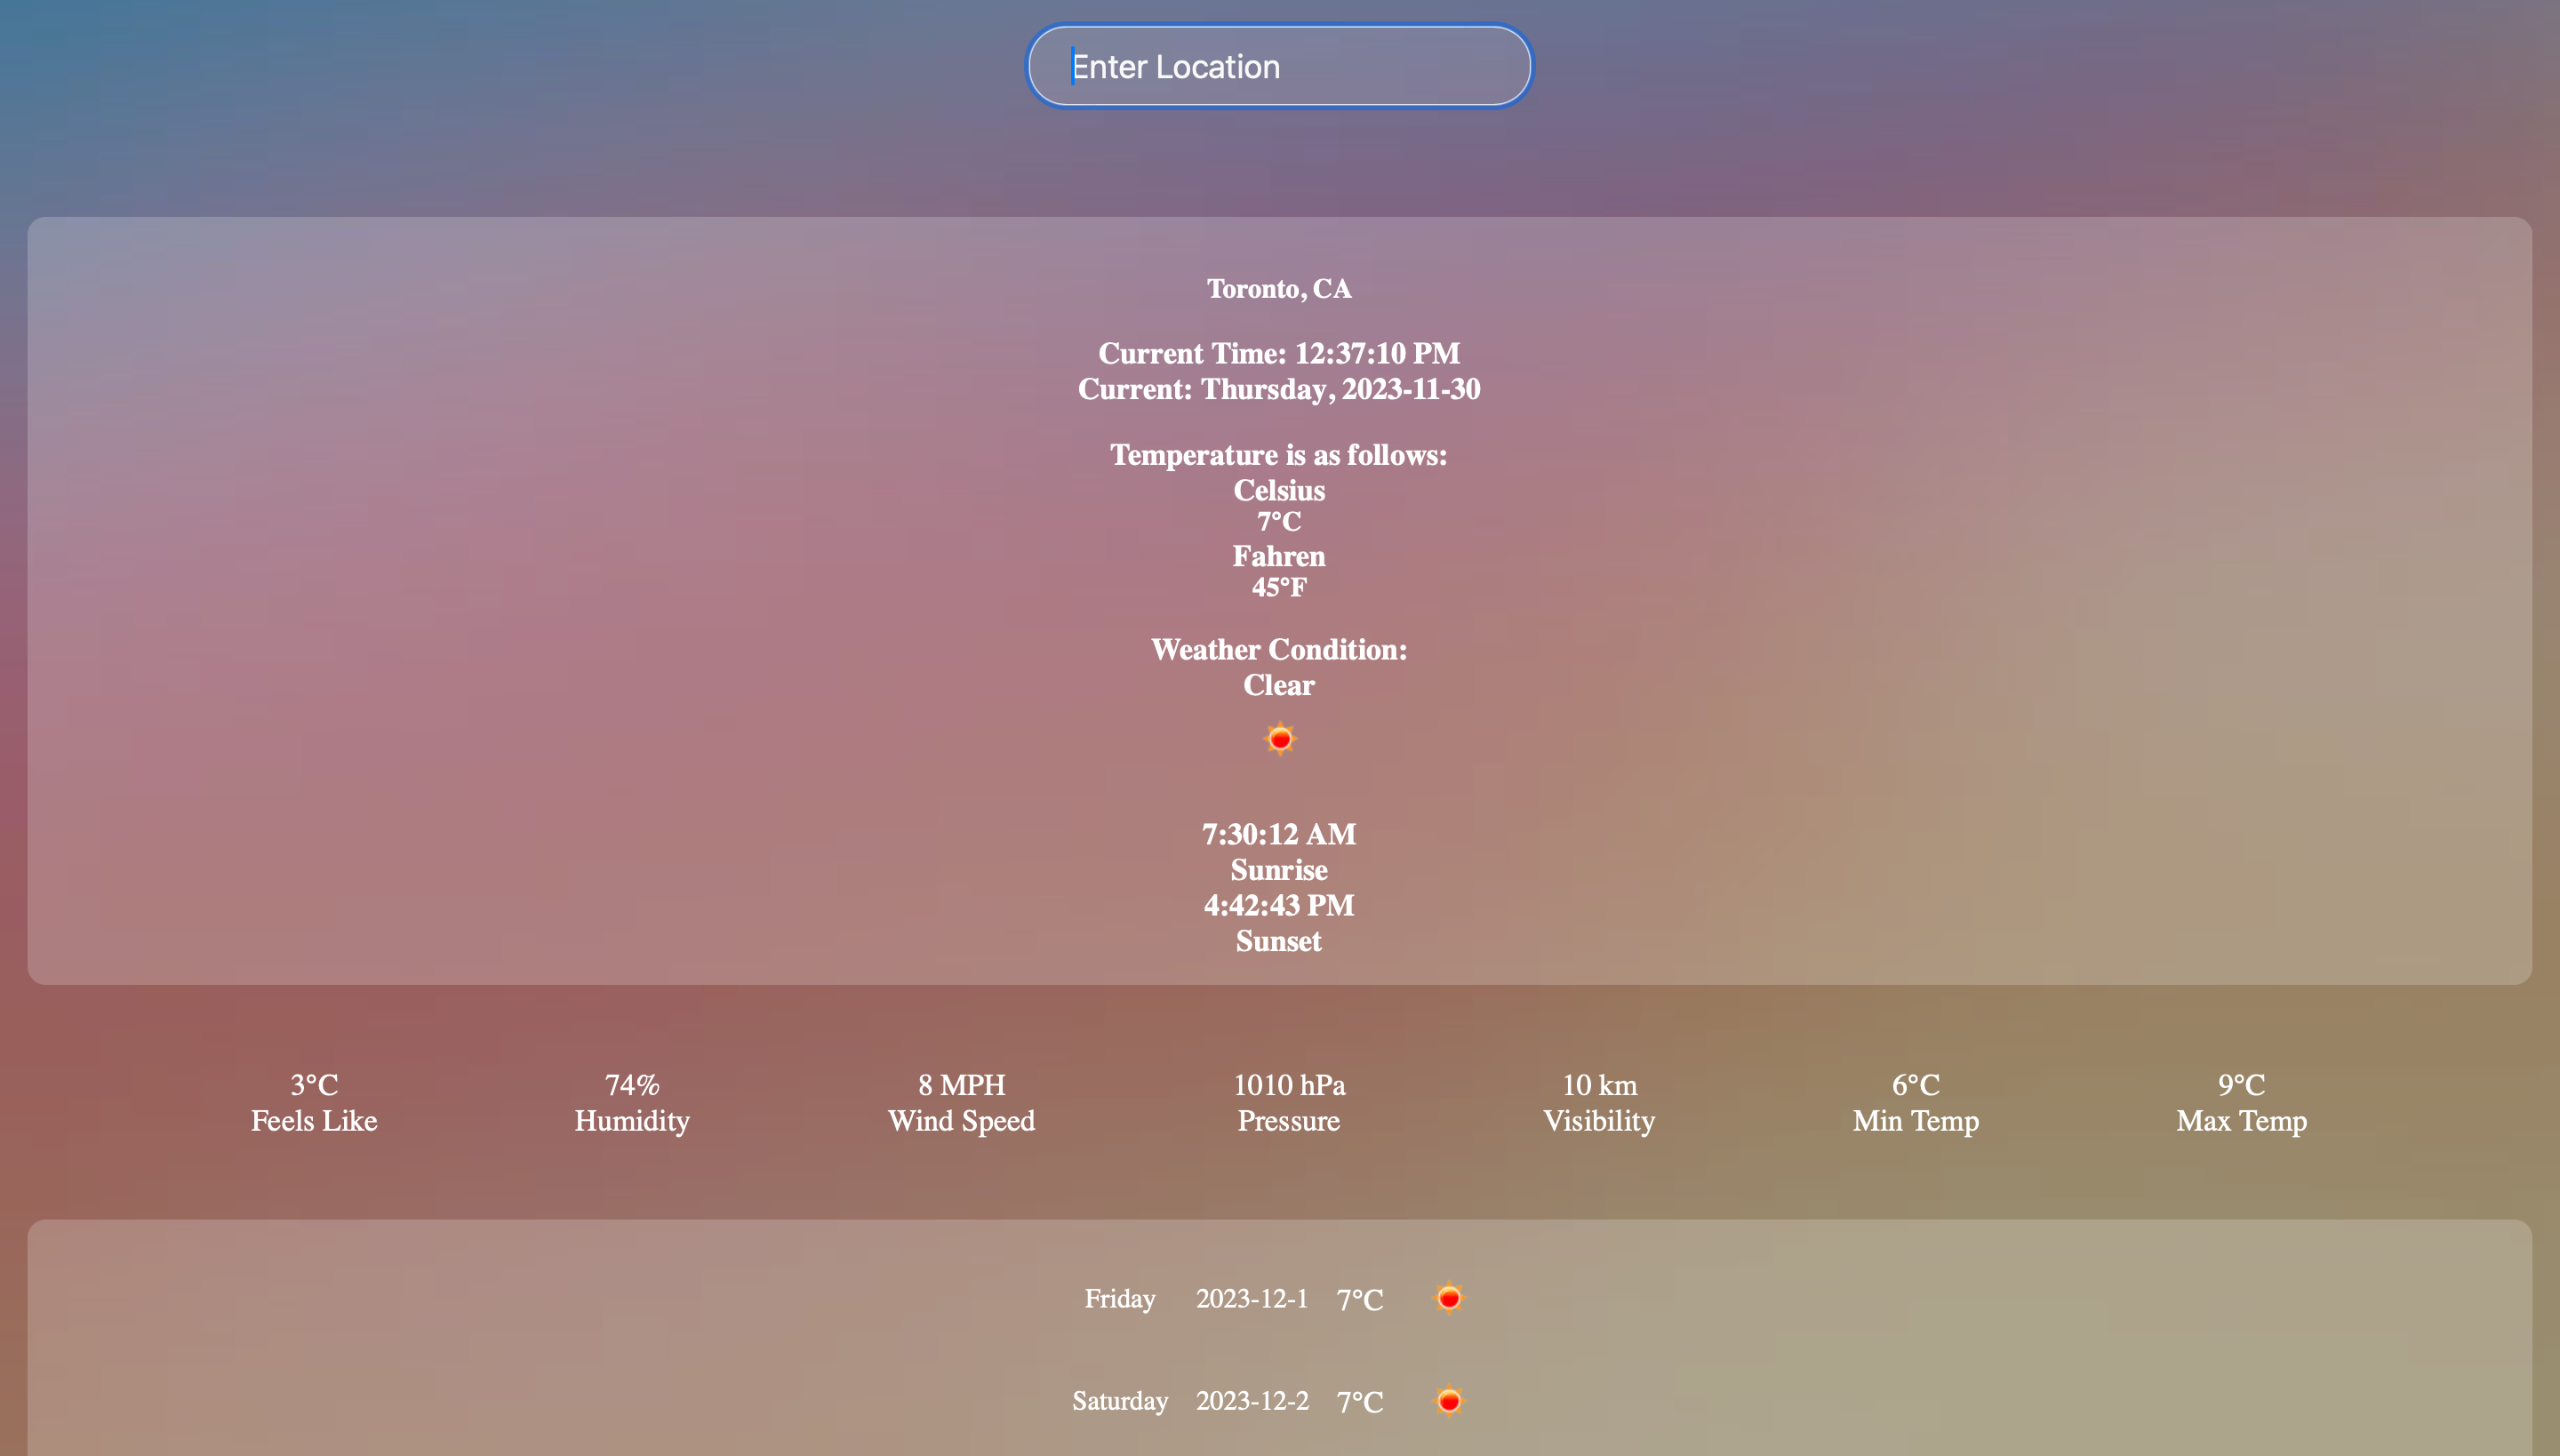 Enter Location
Toronto, CA
Current Time: 12:37:10 PM
Current: Thursday, 2023-11-30
Temperature is as follows:
Celsius
7°C
Fahren
45°F
Weather Condition:
Clear
7:30:12 AM
Sunrise
4:42:43 PM
Sunset
3°C
Feels Like
74%
Humidity
8 MPH
Wind Speed
1010 hPa
Pressure
10 km
Visibility
6°C
Min Temp
9°C
Max Temp
Friday 2023-12-1 7°C
Saturday 2023-12-2 7°C